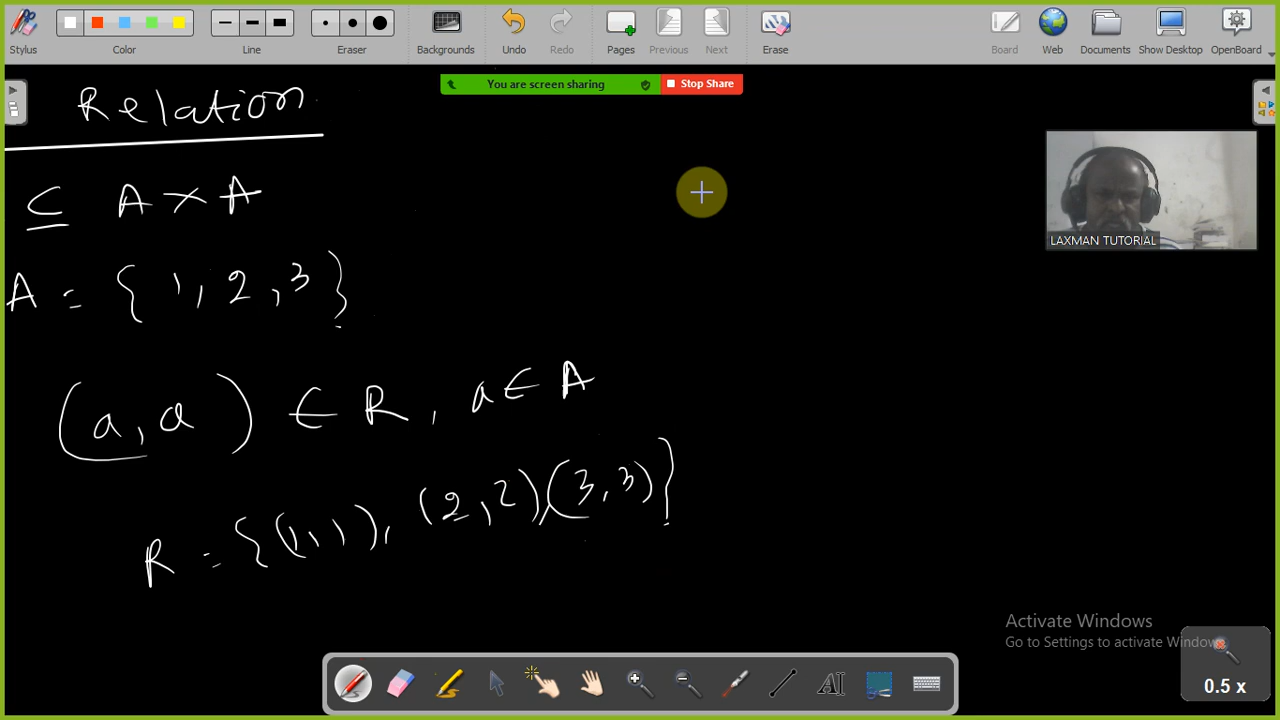 Stylus
Color
Line
Eraser
Backgrounds
Undo
Redo
Pages
Previous
Next
Erase
Board
Web
Documents
Show Desktop
OpenBoard
You are screen sharing
Stop Share
Relation
⊆ A × A
LAXMAN TUTORIAL
A = { 1, 2, 3 }
(a, a) ∈ R, a ∈ A
R = {(1,1), (2,2), (3,3)}
Activate Windows
Go to Settings to activate Windows
0.5 x